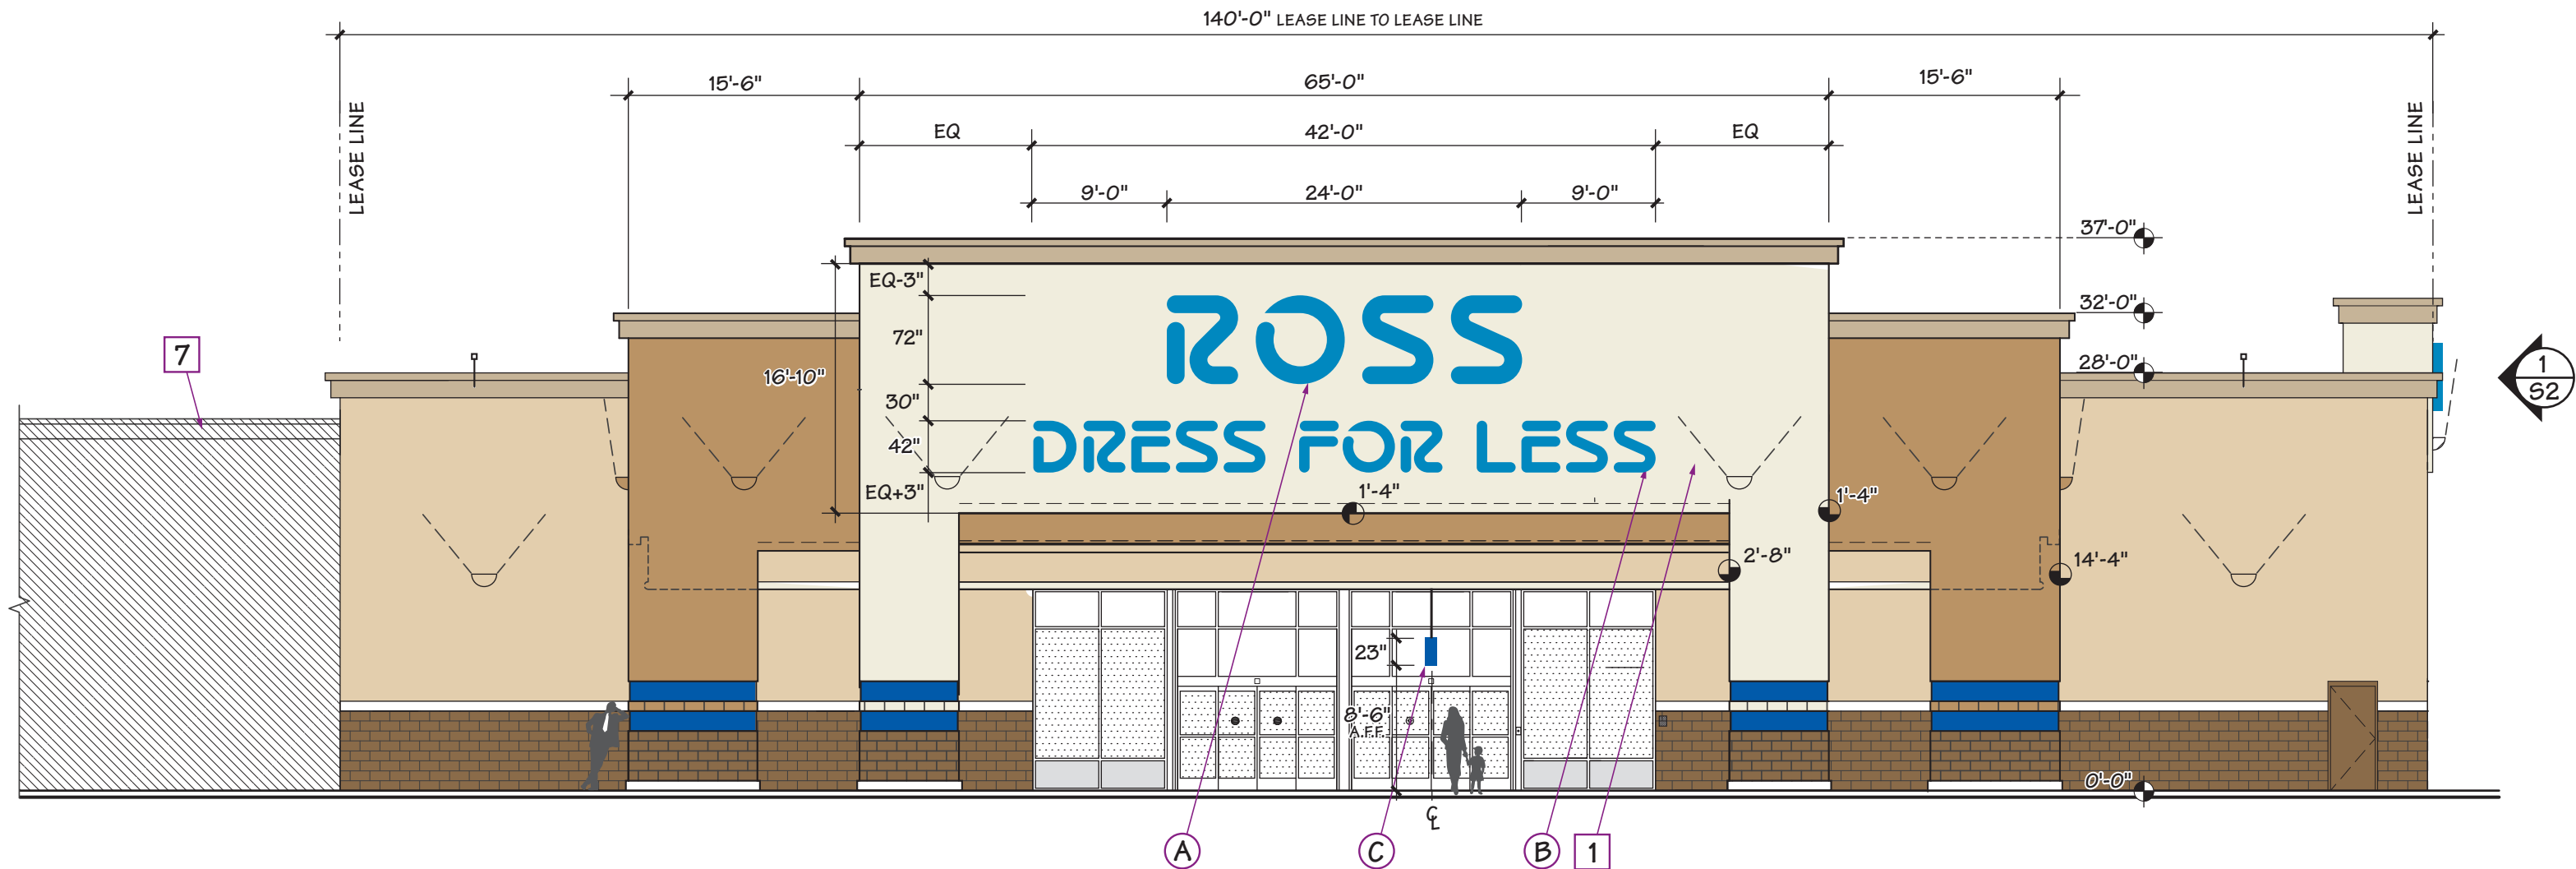 140'-0" LEASE LINE TO LEASE LINE
15'-6"
65'-0"
15'-6"
LEASE LINE
LEASE LINE
EQ
42'-0"
EQ
9'-0"
24'-0"
9'-0"
37'-0"
EQ-3"
32'-0"
72"
ROSS
7
16'-10"
28'-0"
1
S2
30"
42"
DRESS FOR LESS
EQ+3"
1'-4"
1'-4"
2'-8"
14'-4"
23"
8'-6"
A.F.F.
0'-0"
CL
A
C
B
1